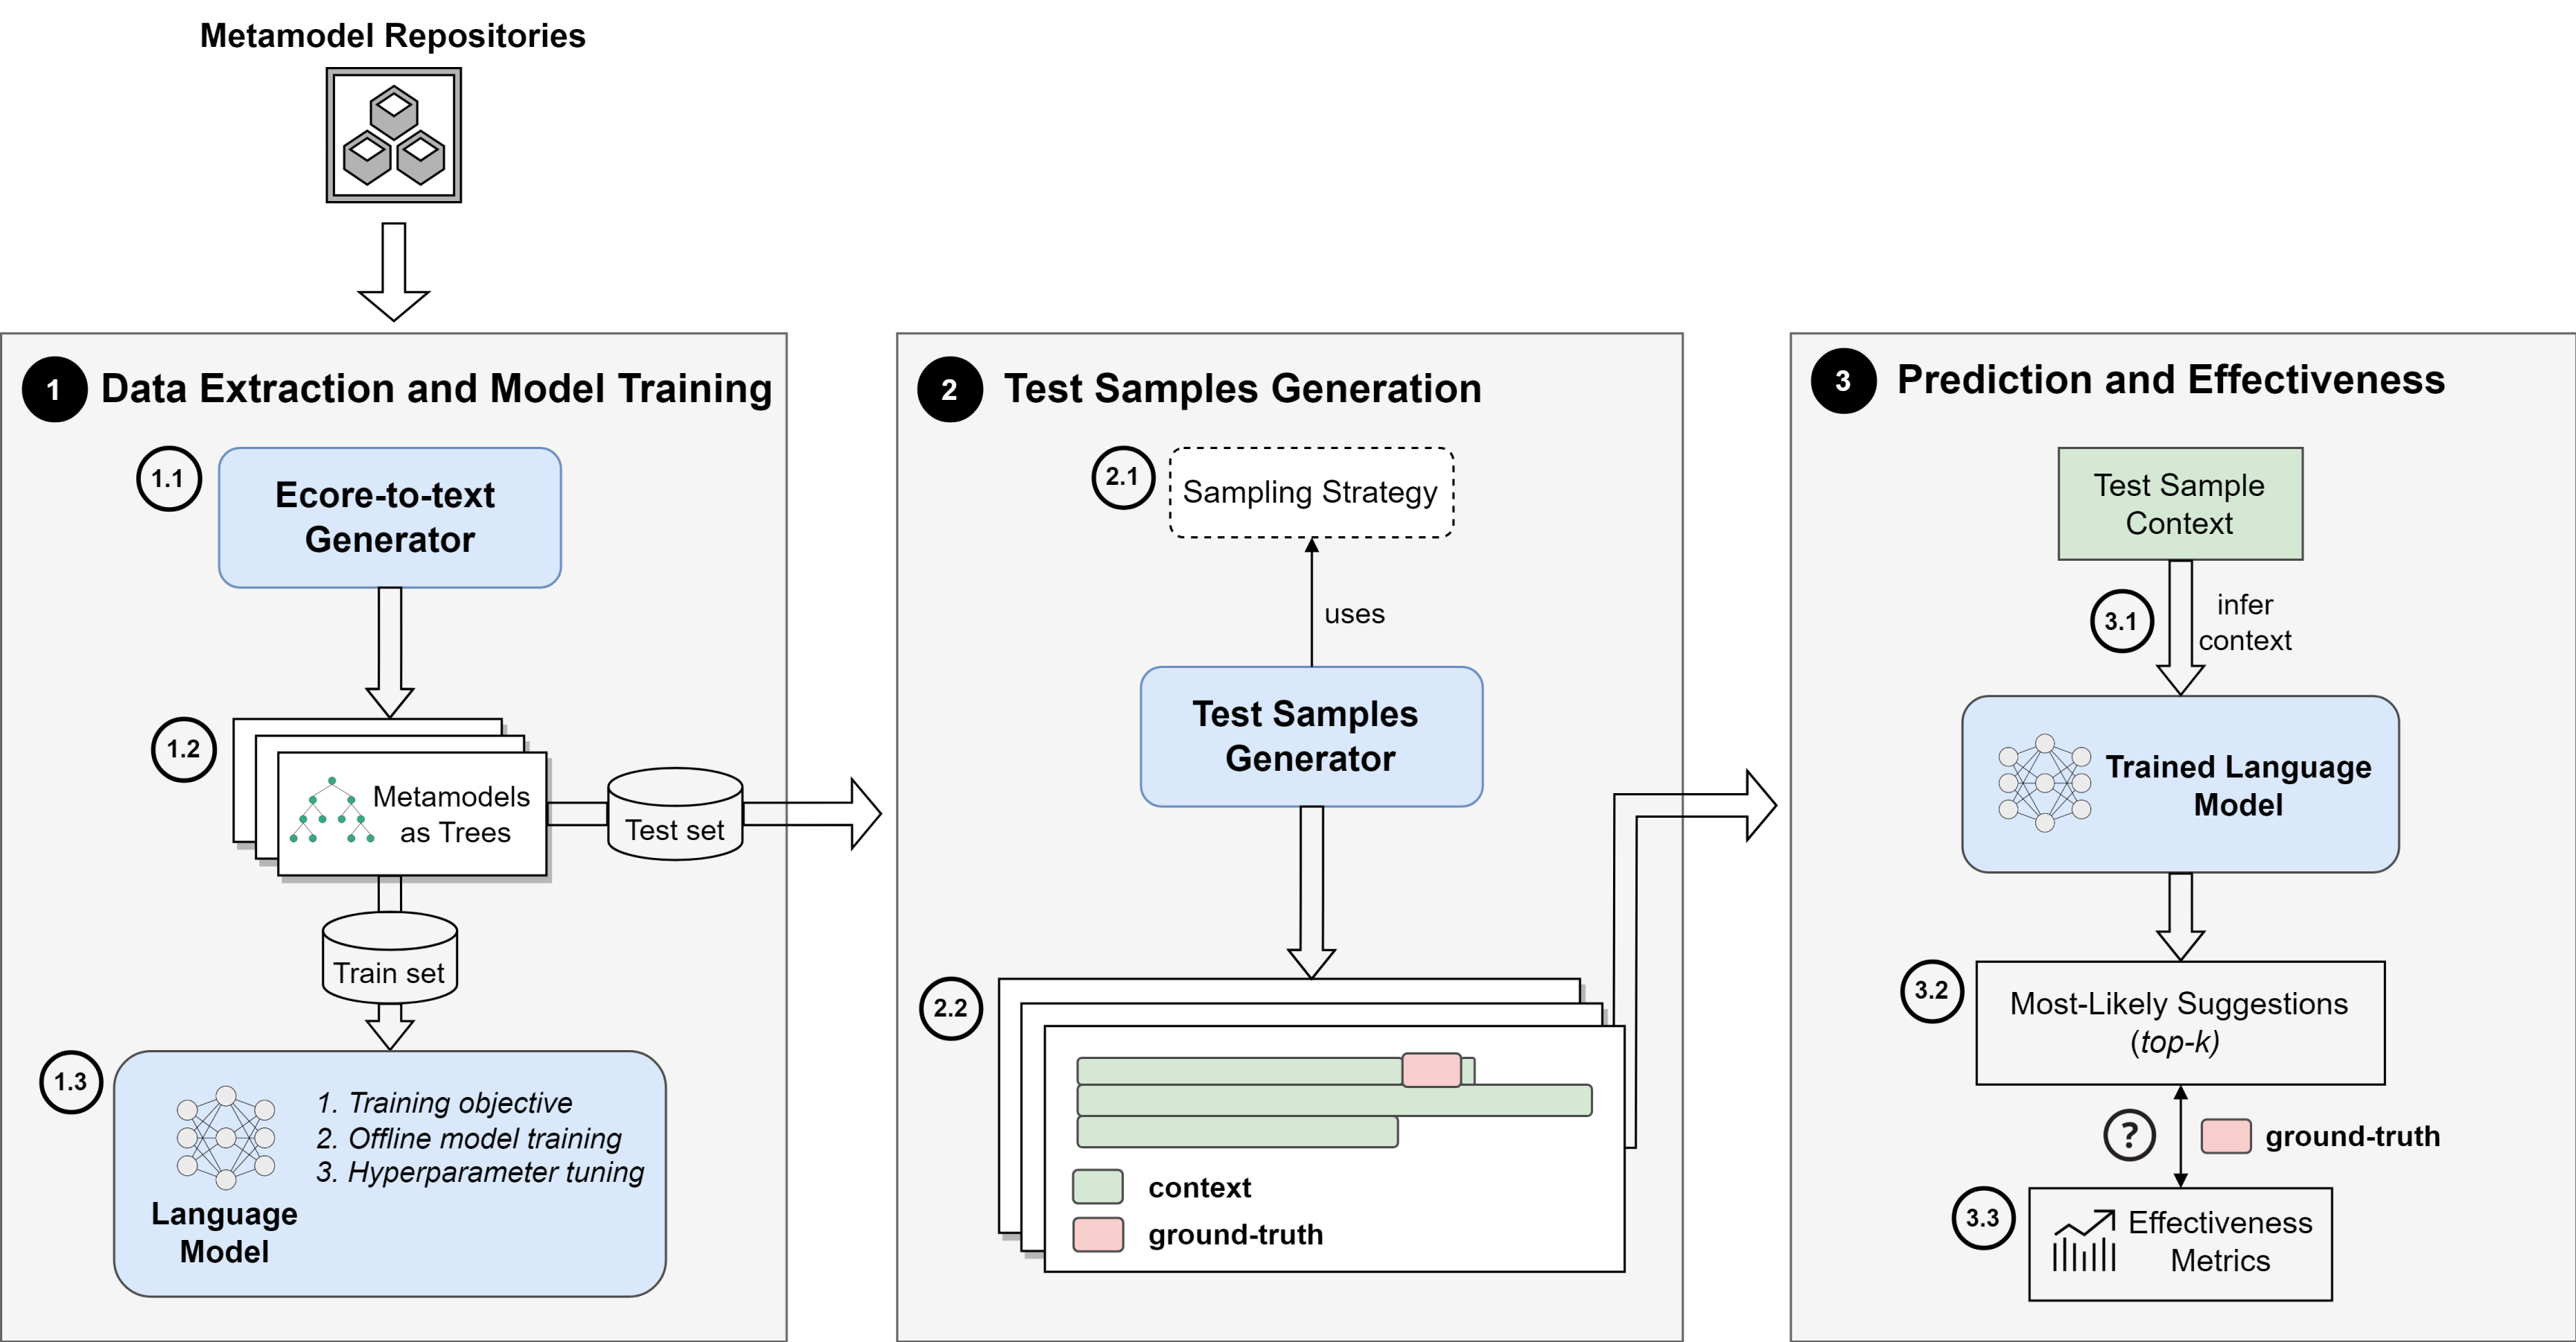 Metamodel Repositories
1 Data Extraction and Model Training
1.1
Ecore-to-text
Generator
1.2
Metamodels
as Trees
Test set
Train set
1.3
1. Training objective
2. Offline model training
3. Hyperparameter tuning
Language
Model
2 Test Samples Generation
2.1
Sampling Strategy
uses
Test Samples
Generator
2.2
context
ground-truth
3 Prediction and Effectiveness
Test Sample
Context
3.1
infer
context
Trained Language
Model
3.2
Most-Likely Suggestions
(top-k)
?
ground-truth
3.3
Effectiveness
Metrics